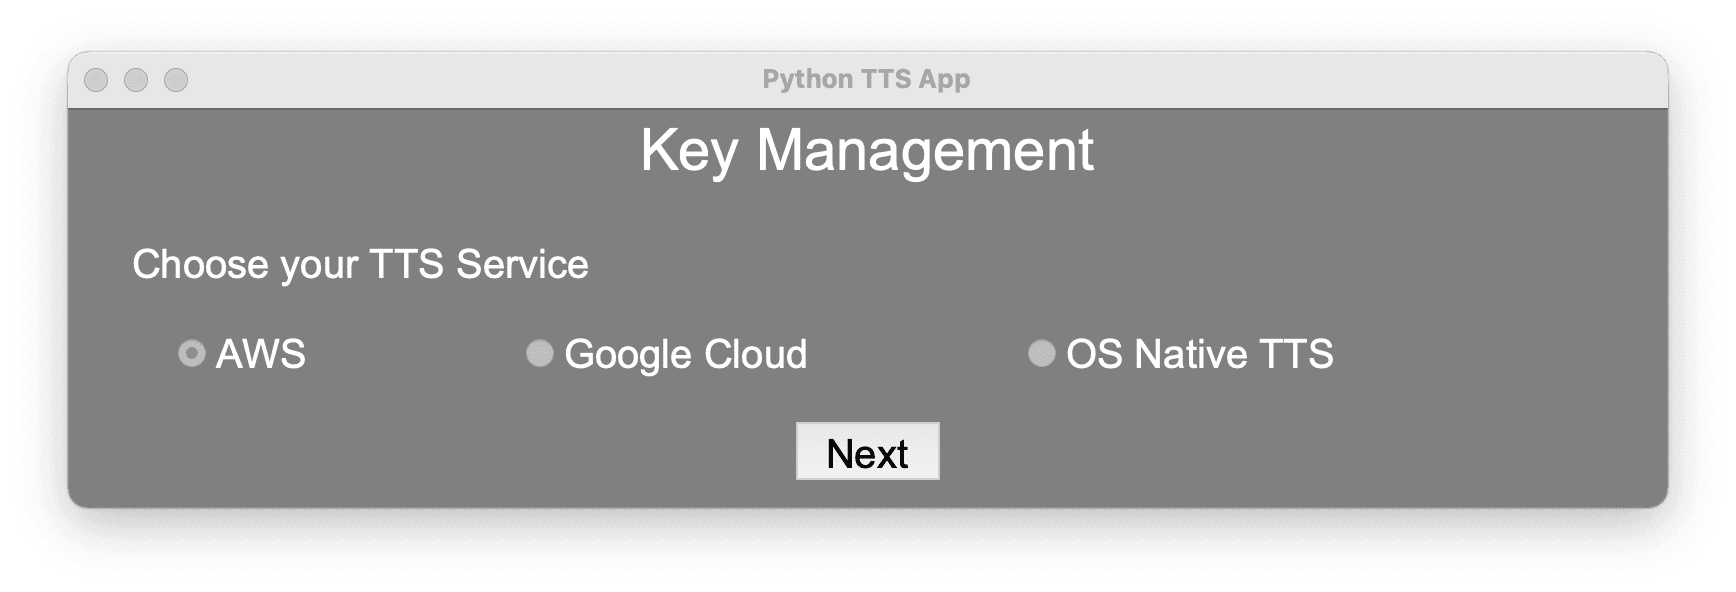 Python TTS App
Key Management
Choose your TTS Service
AWS Google Cloud OS Native TTS
Next